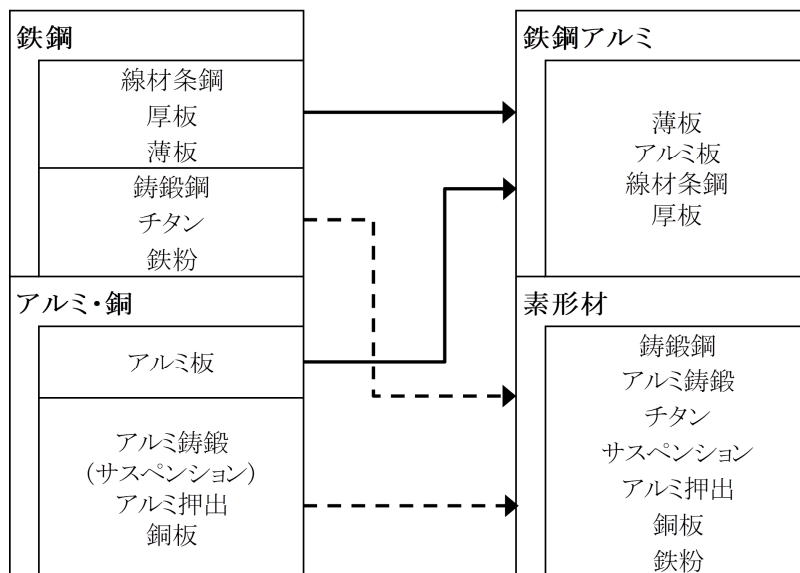 鉄鋼
線材条鋼
厚板
薄板
鋳鍛鋼
チタン
鉄粉
アルミ・銅
アルミ板
アルミ鋳鍛
(サスペンション)
アルミ押出
銅板
鉄鋼アルミ
薄板
アルミ板
線材条鋼
厚板
素形材
鋳鍛鋼
アルミ鋳鍛
チタン
サスペンション
アルミ押出
銅板
鉄粉